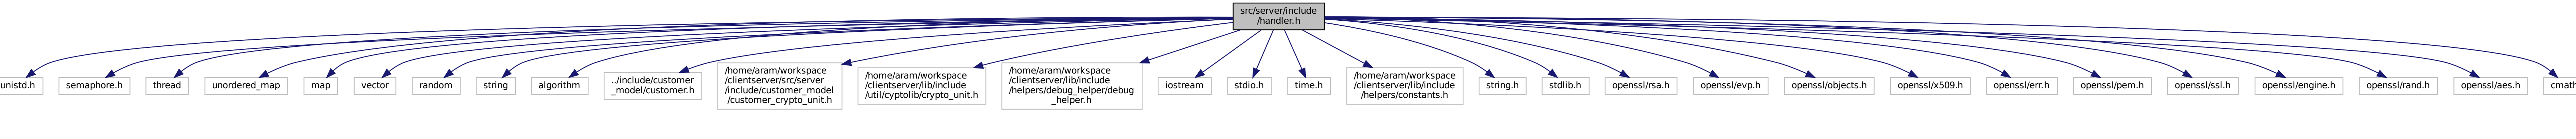 src/server/include
/handler.h
unistd.h
semaphore.h
thread
unordered_map
map
vector
random
string
algorithm
../include/customer
_model/customer.h
/home/aram/workspace
/clientserver/src/server
/include/customer_model
/customer_crypto_unit.h
/home/aram/workspace
/clientserver/lib/include
/util/cyptolib/crypto_unit.h
/home/aram/workspace
/clientserver/lib/include
/helpers/debug_helper/debug
_helper.h
iostream
stdio.h
time.h
/home/aram/workspace
/clientserver/lib/include
/helpers/constants.h
string.h
stdlib.h
openssl/rsa.h
openssl/evp.h
openssl/objects.h
openssl/x509.h
openssl/err.h
openssl/pem.h
openssl/ssl.h
openssl/engine.h
openssl/rand.h
openssl/aes.h
cmath